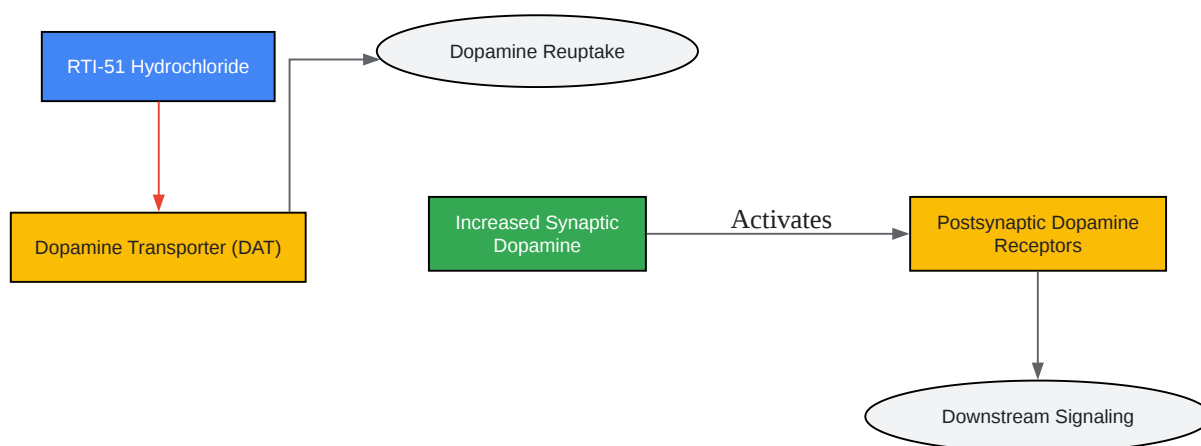 Dopamine Reuptake
RTI-51 Hydrochloride
Dopamine Transporter (DAT)
Increased Synaptic
Dopamine
Activates
Postsynaptic Dopamine
Receptors
Downstream Signaling